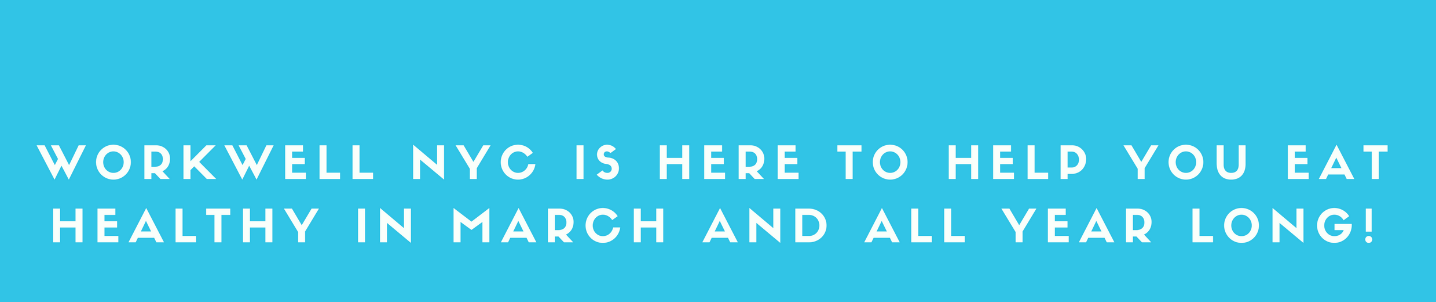 WORKWELL NYC IS HERE TO HELP YOU EAT
HEALTHY IN MARCH AND ALL YEAR LONG!